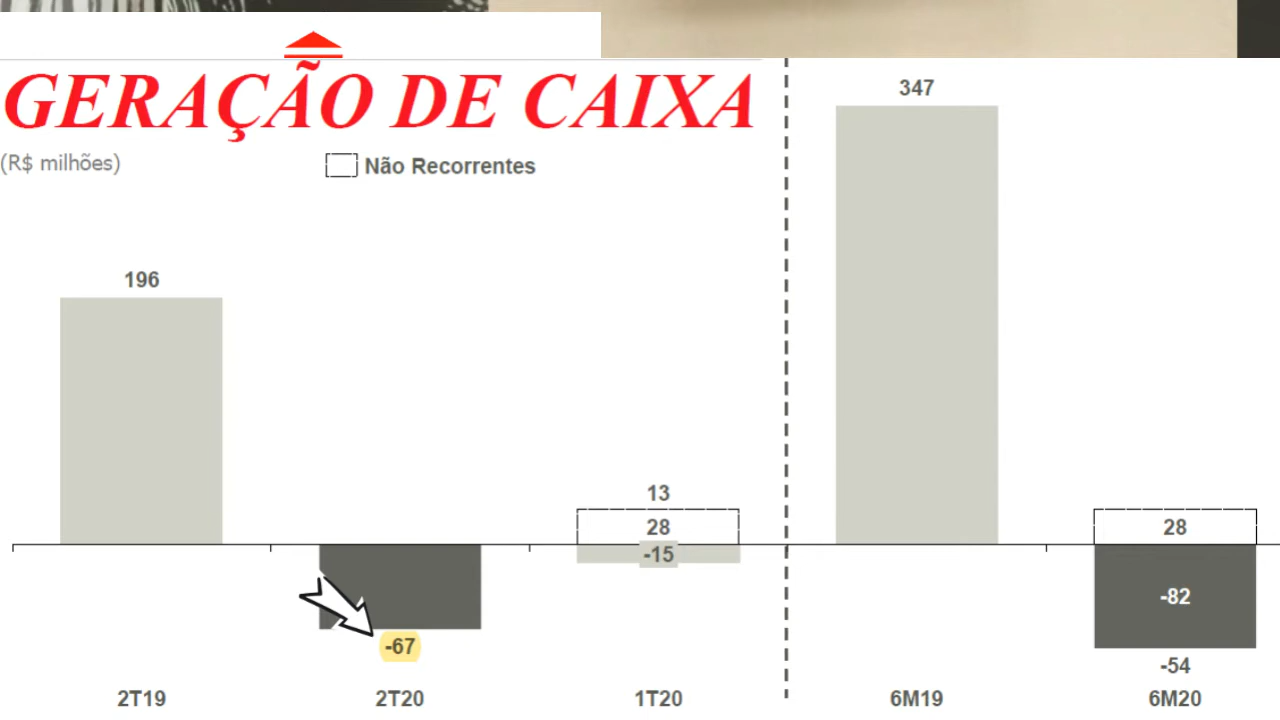 GERAÇÃO DE CAIXA
(R$ milhões)
Não Recorrentes
347
196
13
28
-15
28
-82
-67
-54
2T19
2T20
1T20
6M19
6M20